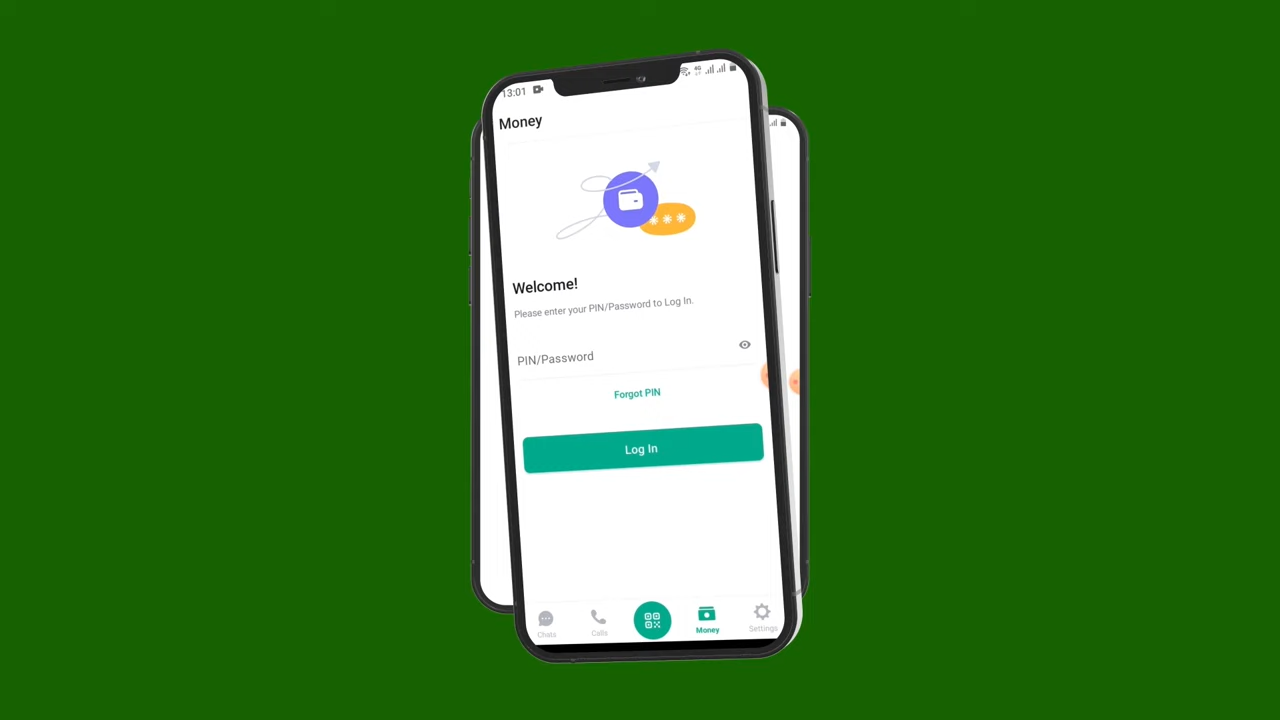 13:01
4G
Money
Welcome!
Please enter your PIN/Password to Log In.
PIN/Password
Forgot PIN
Log In
Chats
Calls
Money
Settings